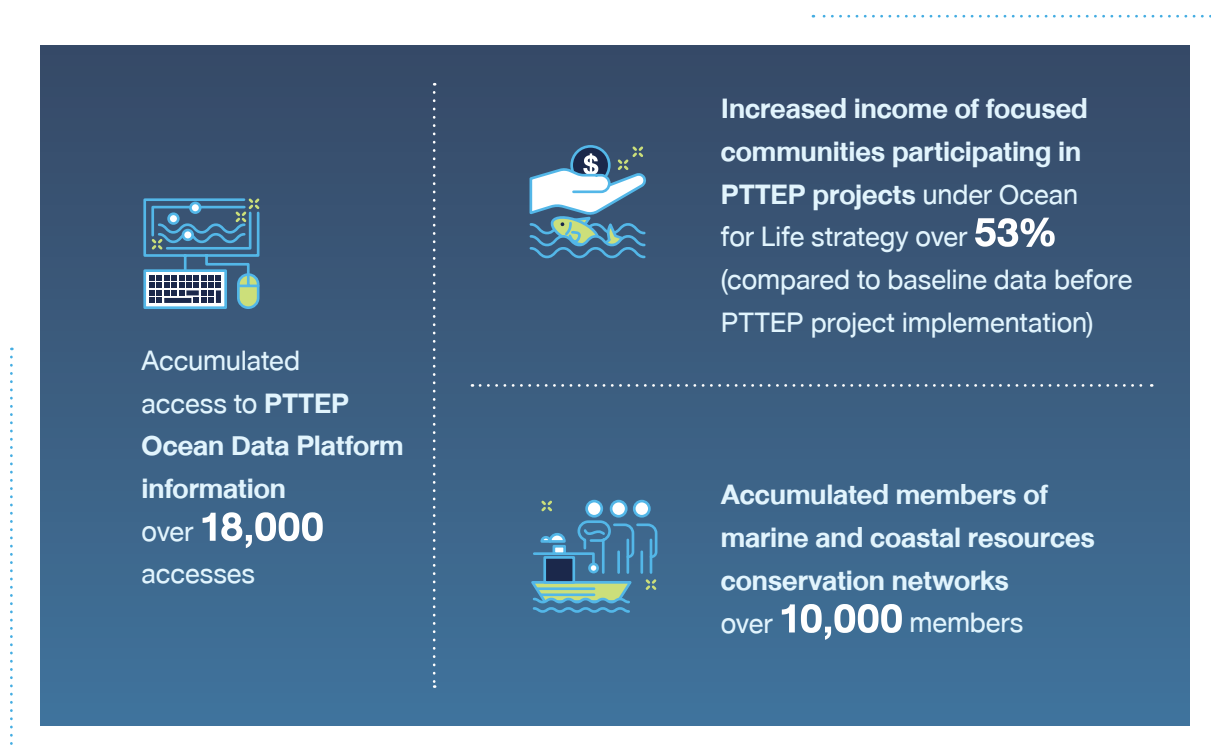 Accumulated
access to PTTEP
Ocean Data Platform
information
over 18,000
accesses
$
Increased income of focused
communities participating in
PTTEP projects under Ocean
for Life strategy over 53%
(compared to baseline data before
PTTEP project implementation)
Accumulated members of
marine and coastal resources
conservation networks
over 10,000 members